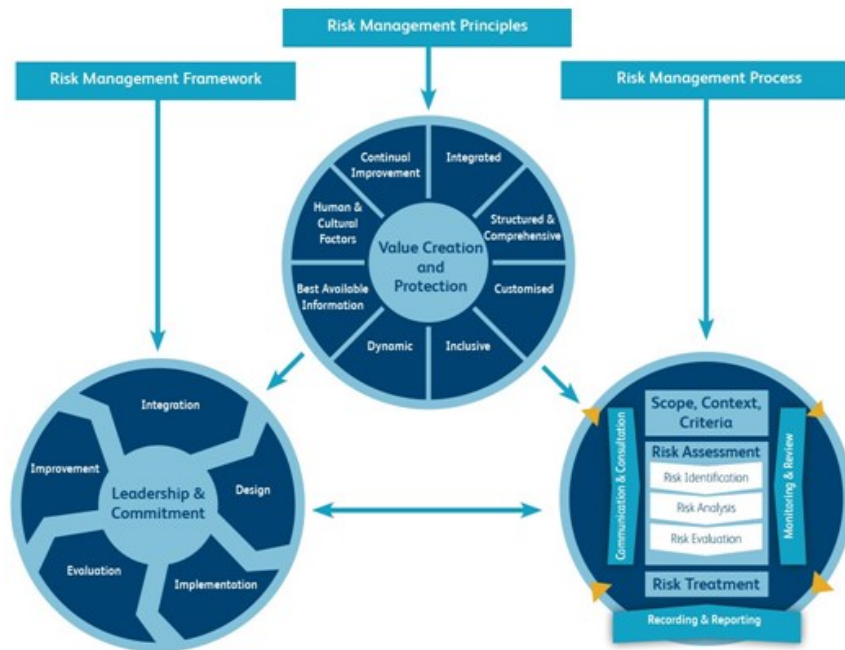 Risk Management Principles
Risk Management Framework
Risk Management Process
Continual
Improvement
Integrated
Human &
Cultural
Factors
Structured &
Comprehensive
Value Creation
and
Protection
Best Available
Information
Customised
Dynamic
Inclusive
Integration
Improvement
Design
Leadership &
Commitment
Evaluation
Implementation
Scope, Context,
Criteria
Communication & Consultation
Risk Assessment
Risk Identification
Risk Analysis
Risk Evaluation
Monitoring & Review
Risk Treatment
Recording & Reporting